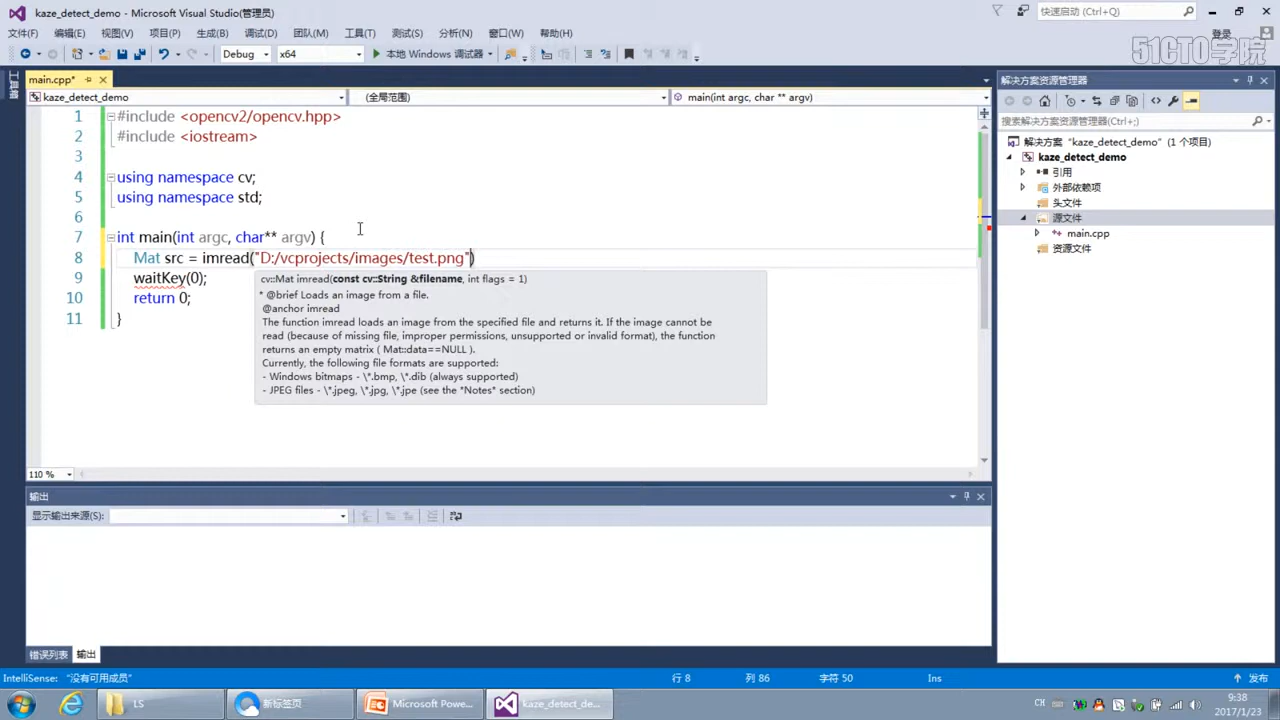 kaze_detect_demo - Microsoft Visual Studio(管理员)
快速启动 (Ctrl+Q)
文件(F) 编辑(E) 视图(V) 项目(P) 生成(B) 调试(D) 团队(M) 工具(T) 测试(S) 分析(N) 窗口(W) 帮助(H)
登录
Debug x64 本地 Windows 调试器
51CTO学院
工具箱
main.cpp*
解决方案资源管理器
kaze_detect_demo (全局范围) main(int argc, char ** argv)
搜索解决方案资源管理器(Ctrl+;)
1 #include <opencv2/opencv.hpp>
2 #include <iostream>
3
4 using namespace cv;
5 using namespace std;
6
7 int main(int argc, char** argv) {
8 Mat src = imread("D:/vcprojects/images/test.png")
9 waitKey(0);
10 return 0;
11 }
cv::Mat imread(const cv::String &filename, int flags = 1)
* @brief Loads an image from a file.
@anchor imread
The function imread loads an image from the specified file and returns it. If the image cannot be
read (because of missing file, improper permissions, unsupported or invalid format), the function
returns an empty matrix ( Mat::data==NULL ).
Currently, the following file formats are supported:
- Windows bitmaps - \*.bmp, \*.dib (always supported)
- JPEG files - \*.jpeg, \*.jpg, \*.jpe (see the *Notes* section)
解决方案 "kaze_detect_demo" (1 个项目)
kaze_detect_demo
引用
外部依赖项
头文件
源文件
main.cpp
资源文件
110 %
输出
显示输出来源(S):
错误列表 输出
IntelliSense: "没有可用成员" 行 8 列 86 字符 50 Ins 发布
LS 新标签页 Microsoft Powe... kaze_detect_de...
CH
9:38
2017/1/23